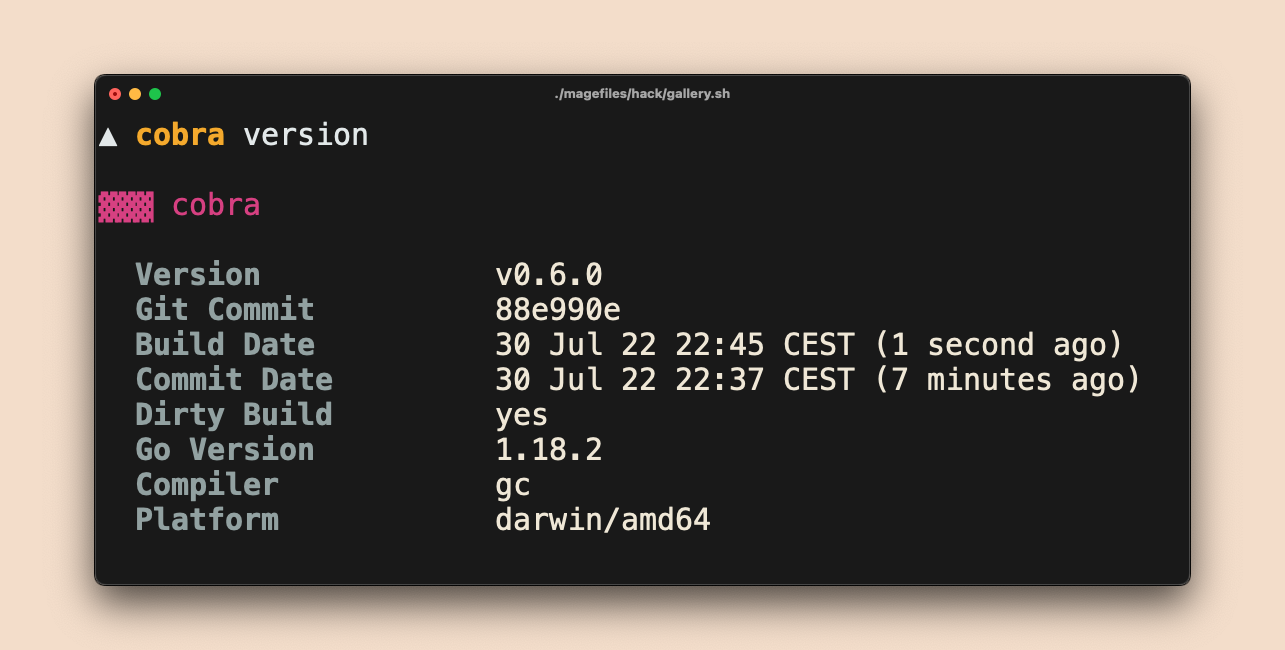 ./magefiles/hack/gallery.sh
▲ cobra version
▓▓▓ cobra
Version v0.6.0
Git Commit 88e990e
Build Date 30 Jul 22 22:45 CEST (1 second ago)
Commit Date 30 Jul 22 22:37 CEST (7 minutes ago)
Dirty Build yes
Go Version 1.18.2
Compiler gc
Platform darwin/amd64